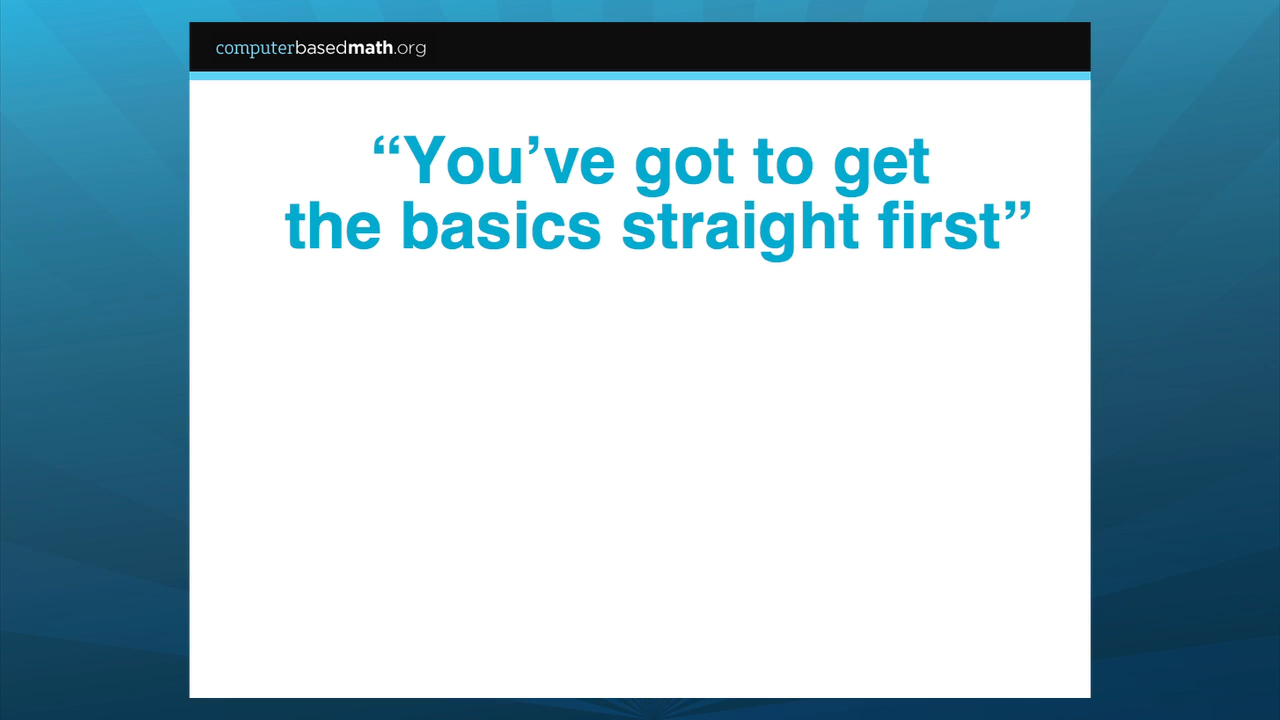 computerbasedmath.org
“You’ve got to get
the basics straight first”